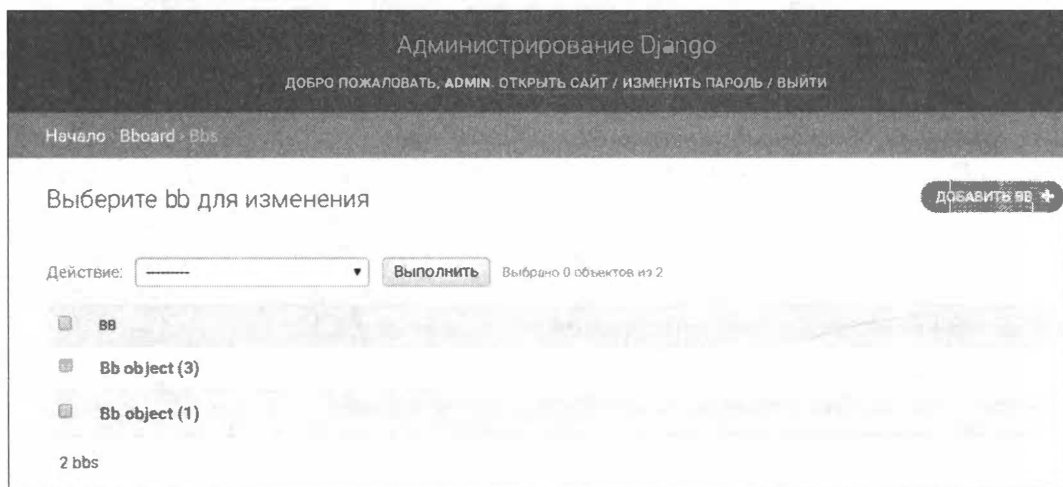 Администрирование Django
ДОБРО ПОЖАЛОВАТЬ, ADMIN. ОТКРЫТЬ САЙТ / ИЗМЕНИТЬ ПАРОЛЬ / ВЫЙТИ
Начало › Bboard › Bbs
Выберите bb для изменения
ДОБАВИТЬ BB +
Действие: --------- Выполнить Выбрано 0 объектов из 2
BB
Bb object (3)
Bb object (1)
2 bbs